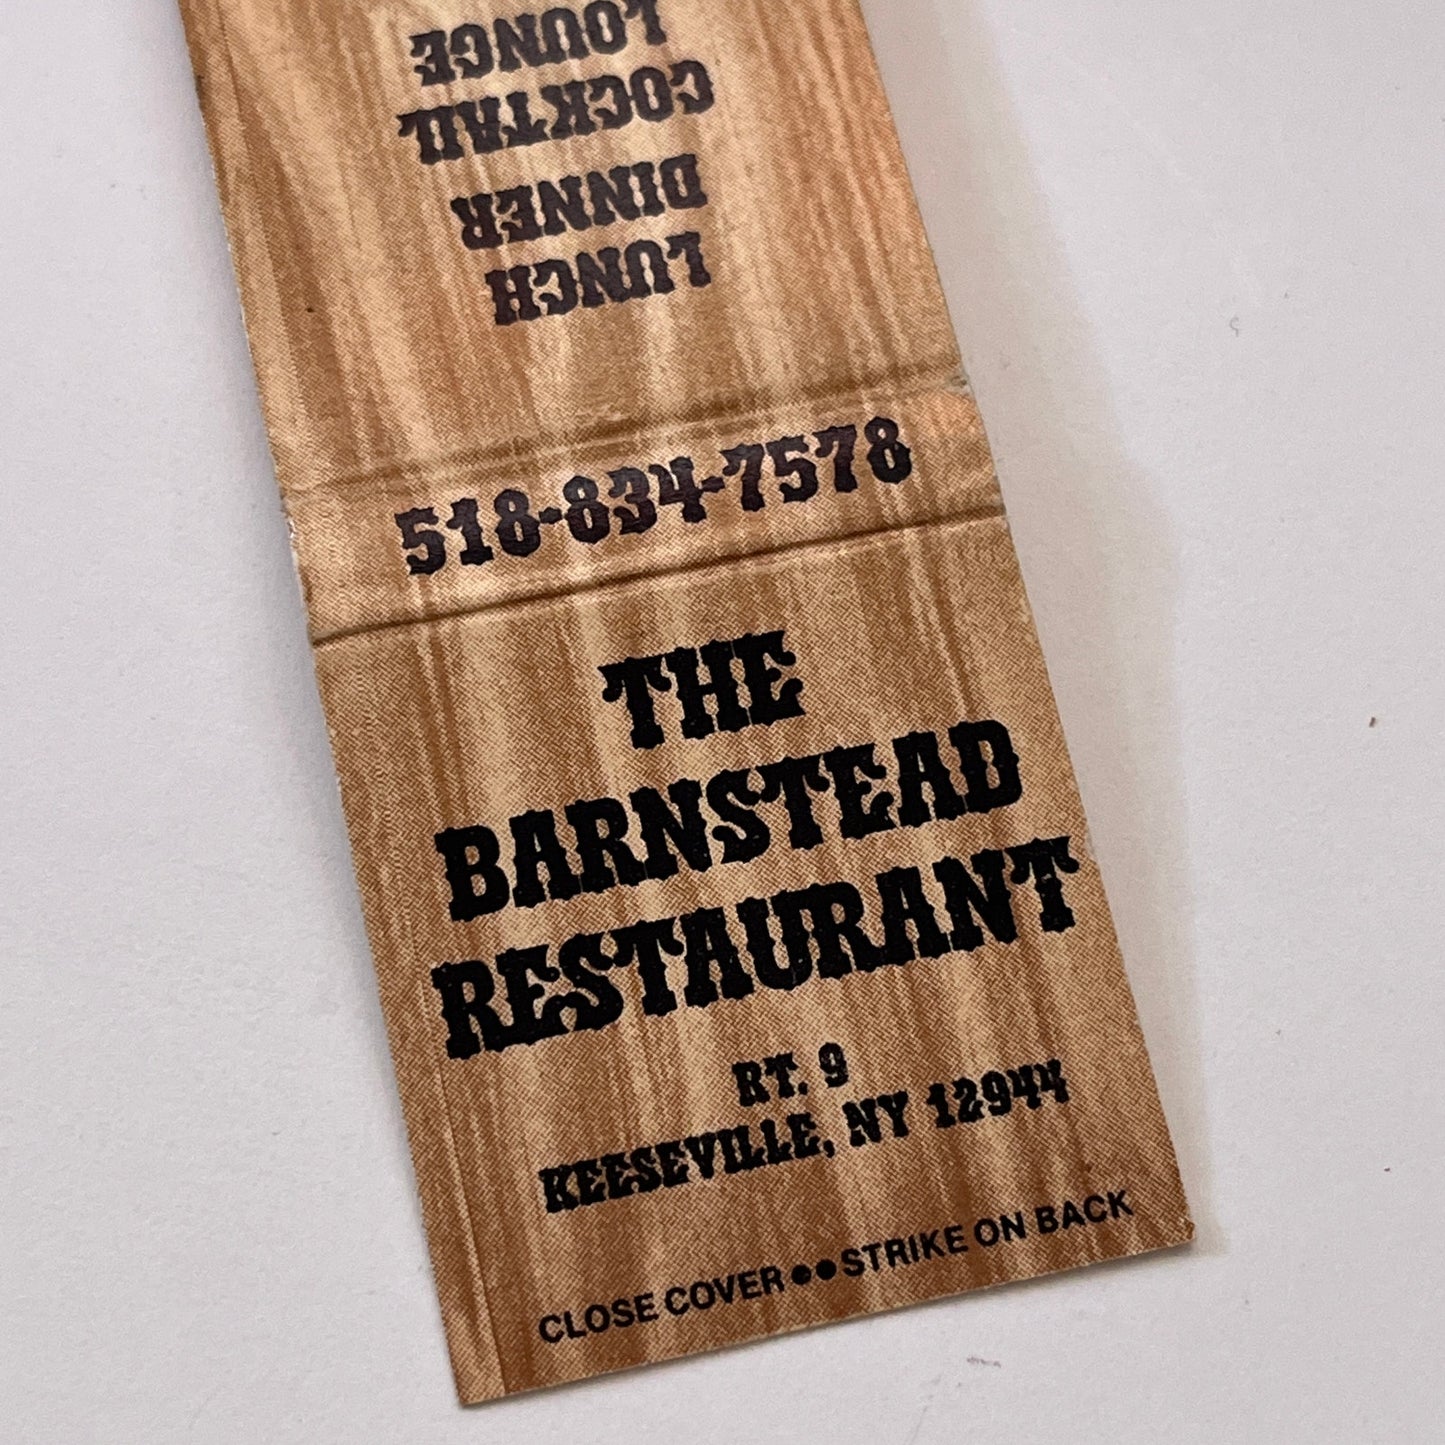 LUNCH
DINNER
COCKTAIL
LOUNGE
518-834-7578
THE
BARNSTEAD
RESTAURANT
RT. 9
KEESEVILLE, NY 12944
CLOSE COVER●●STRIKE ON BACK